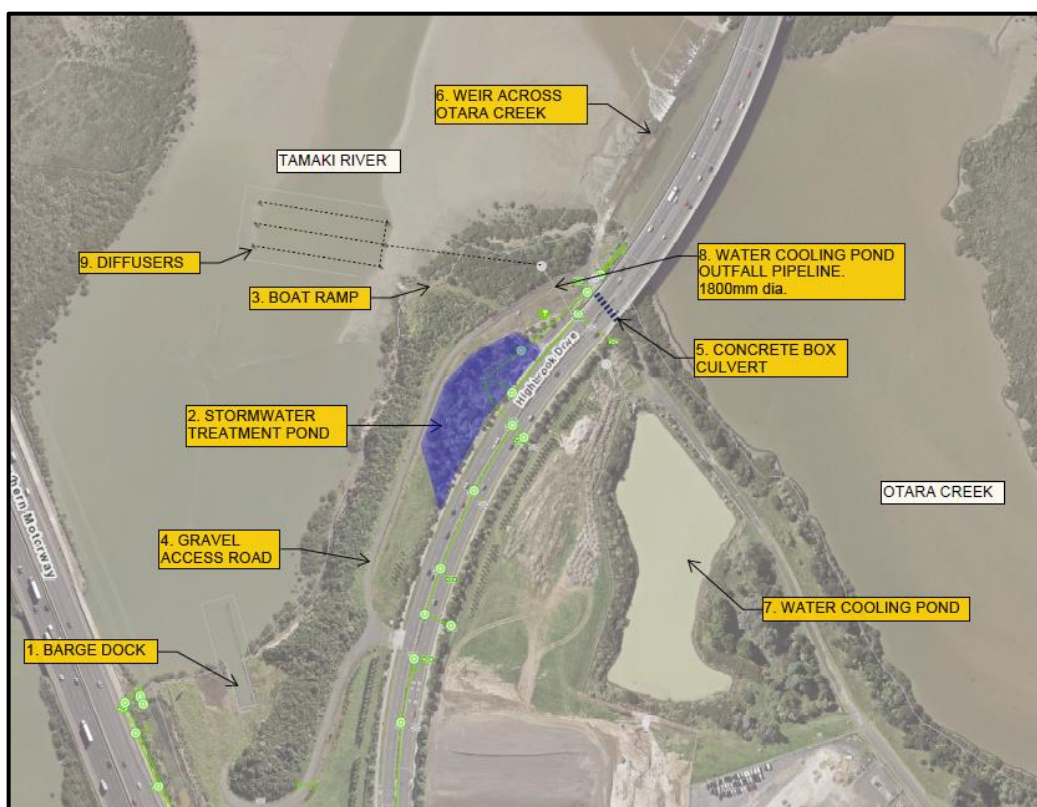 6. WEIR ACROSS
OTARA CREEK
TAMAKI RIVER
9. DIFFUSERS
3. BOAT RAMP
8. WATER COOLING POND
OUTFALL PIPELINE.
1800mm dia.
5. CONCRETE BOX
CULVERT
Highbrook Drive
2. STORMWATER
TREATMENT POND
OTARA CREEK
hern Motorway
4. GRAVEL
ACCESS ROAD
7. WATER COOLING POND
1. BARGE DOCK